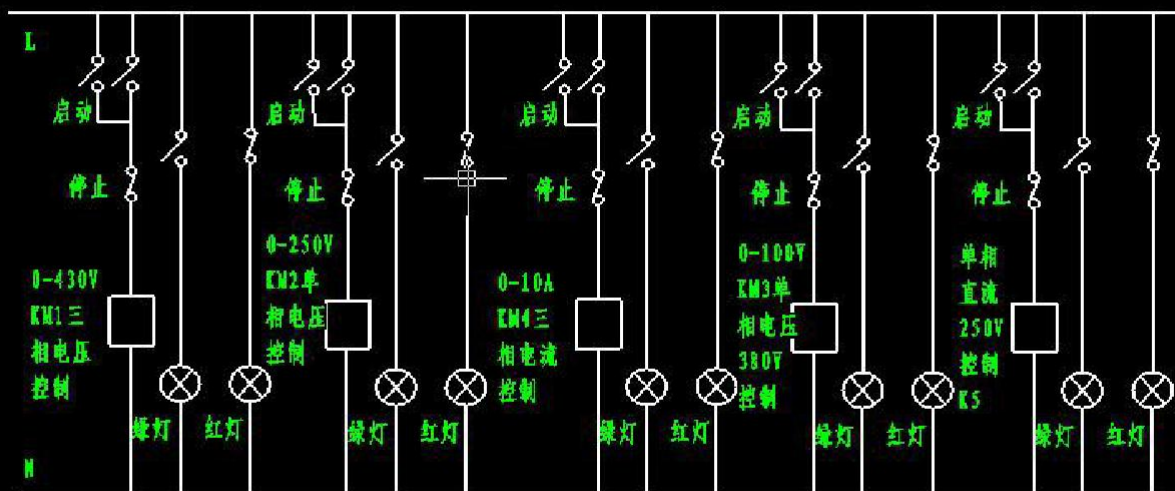 L
启动
停止
0-430V
KM1三
相电压
控制
绿灯
红灯
启动
停止
0-250V
KM2单
相电压
控制
绿灯
红灯
启动
停止
0-10A
KM4三
相电流
控制
绿灯
红灯
启动
停止
0-100V
KM3单
相电压
380V
控制
绿灯
红灯
启动
停止
单相
直流
250V
控制
K5
绿灯
红灯
N